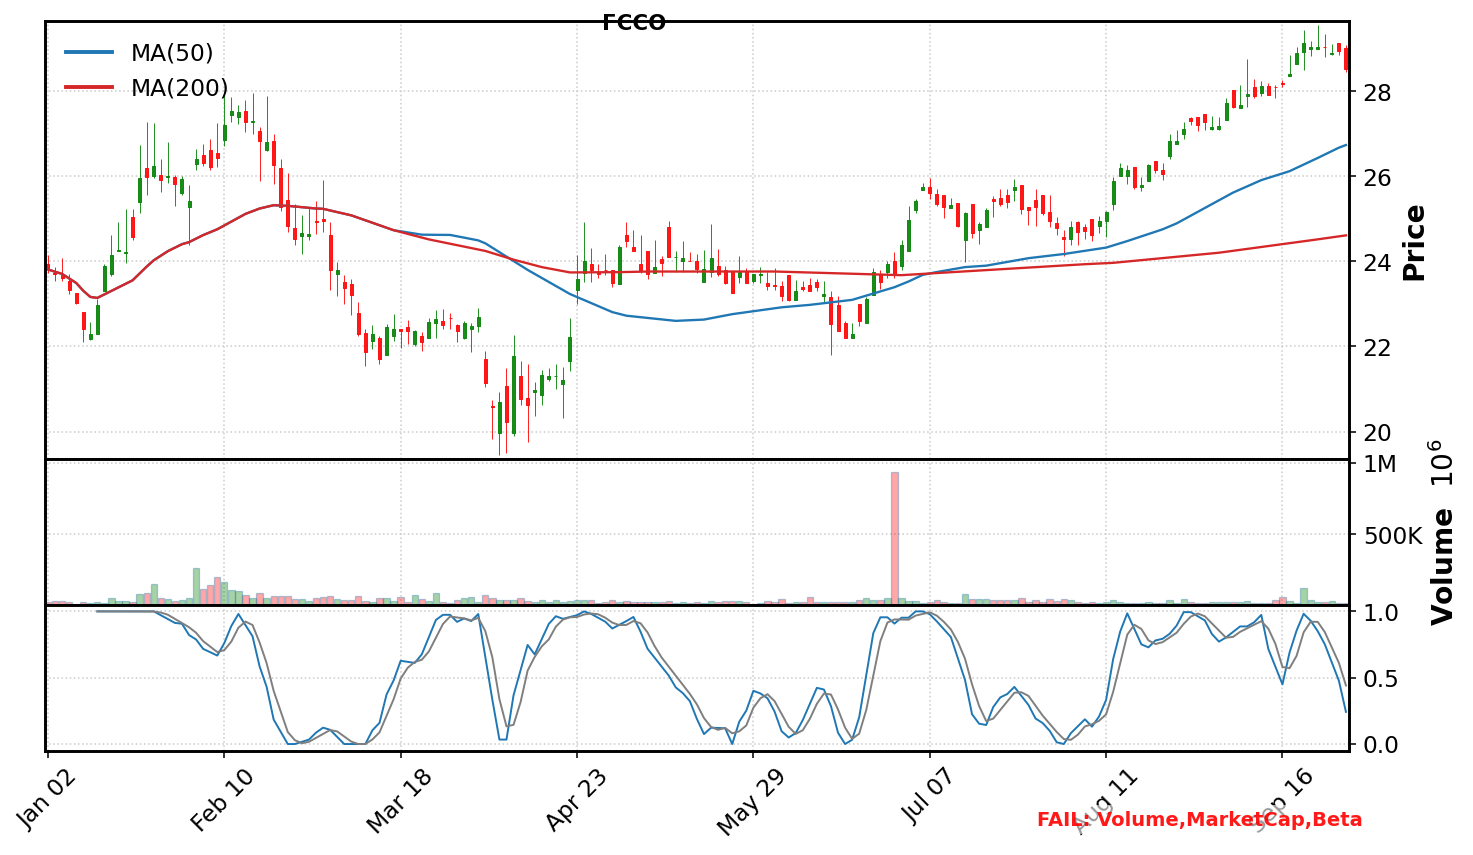 FCCO
MA(50)
MA(200)
28
26
24
22
20
Price
1M
500K
Volume 10^6
1.0
0.5
0.0
Jan 02
Feb 10
Mar 18
Apr 23
May 29
Jul 07
Aug 11
Sep 16
FAIL: Volume,MarketCap,Beta